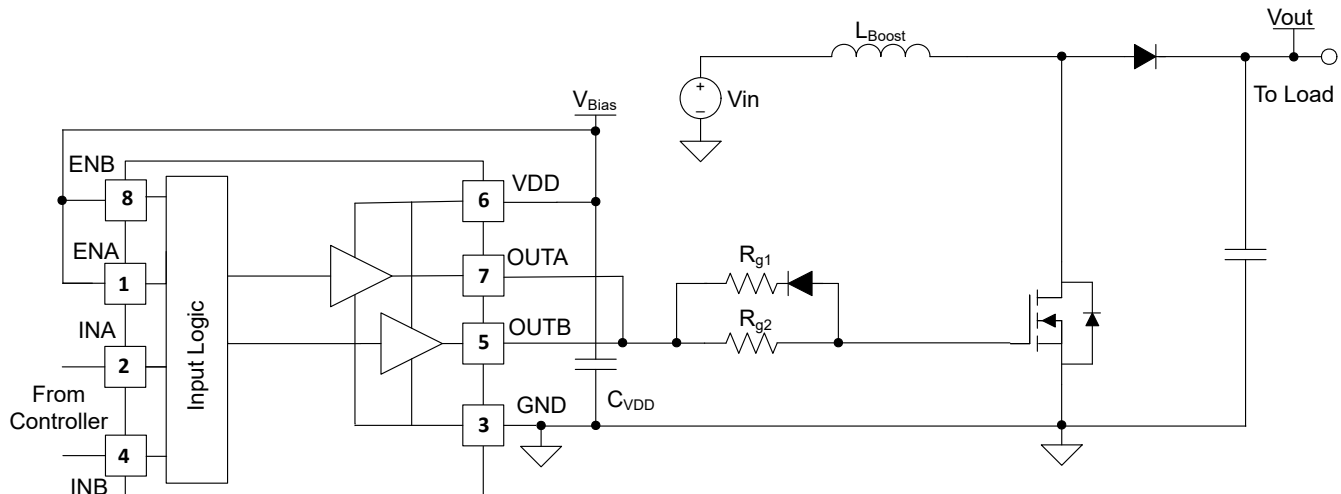 Vout
L_Boost
Vin
To Load
V_Bias
ENB
8
VDD
6
ENA
1
OUTA
7
R_g1
INA
2
OUTB
5
R_g2
Input Logic
From
Controller
C_VDD
GND
3
4
INB